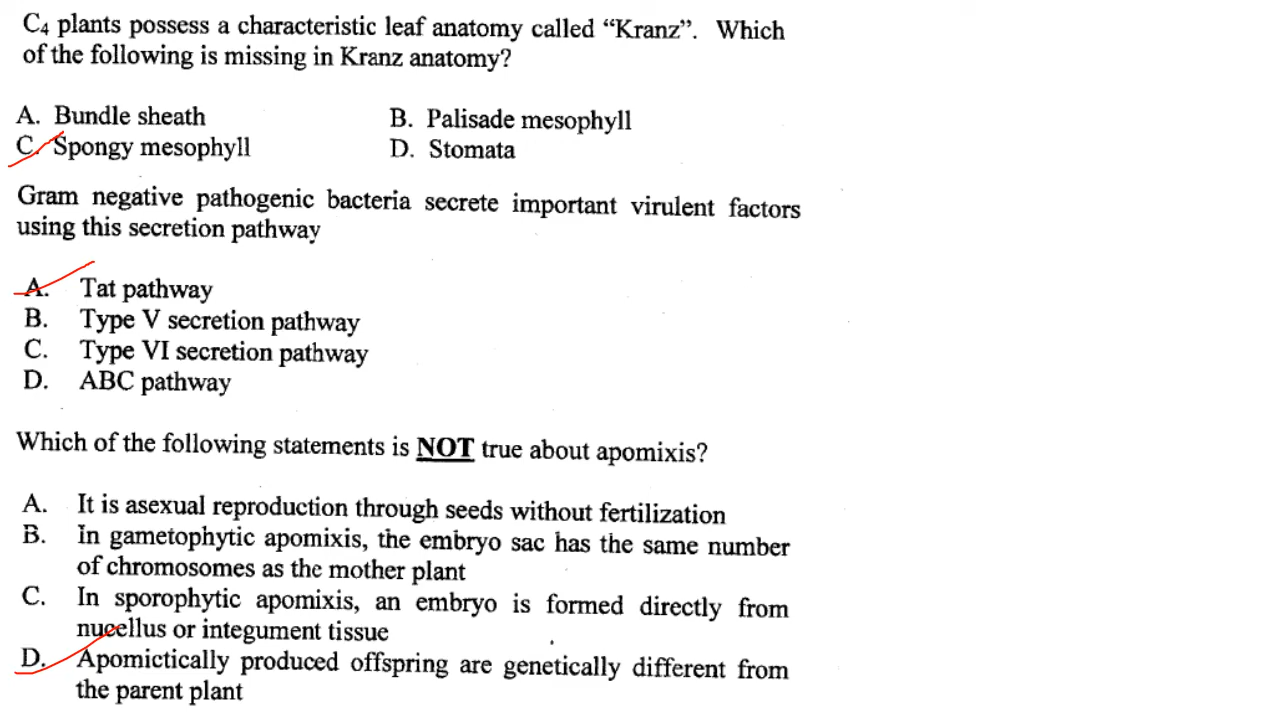 C₄ plants possess a characteristic leaf anatomy called “Kranz”. Which
of the following is missing in Kranz anatomy?
A. Bundle sheath B. Palisade mesophyll
C. Spongy mesophyll D. Stomata
Gram negative pathogenic bacteria secrete important virulent factors
using this secretion pathway
A. Tat pathway
B. Type V secretion pathway
C. Type VI secretion pathway
D. ABC pathway
Which of the following statements is NOT true about apomixis?
A. It is asexual reproduction through seeds without fertilization
B. In gametophytic apomixis, the embryo sac has the same number
of chromosomes as the mother plant
C. In sporophytic apomixis, an embryo is formed directly from
nucellus or integument tissue
D. Apomictically produced offspring are genetically different from
the parent plant